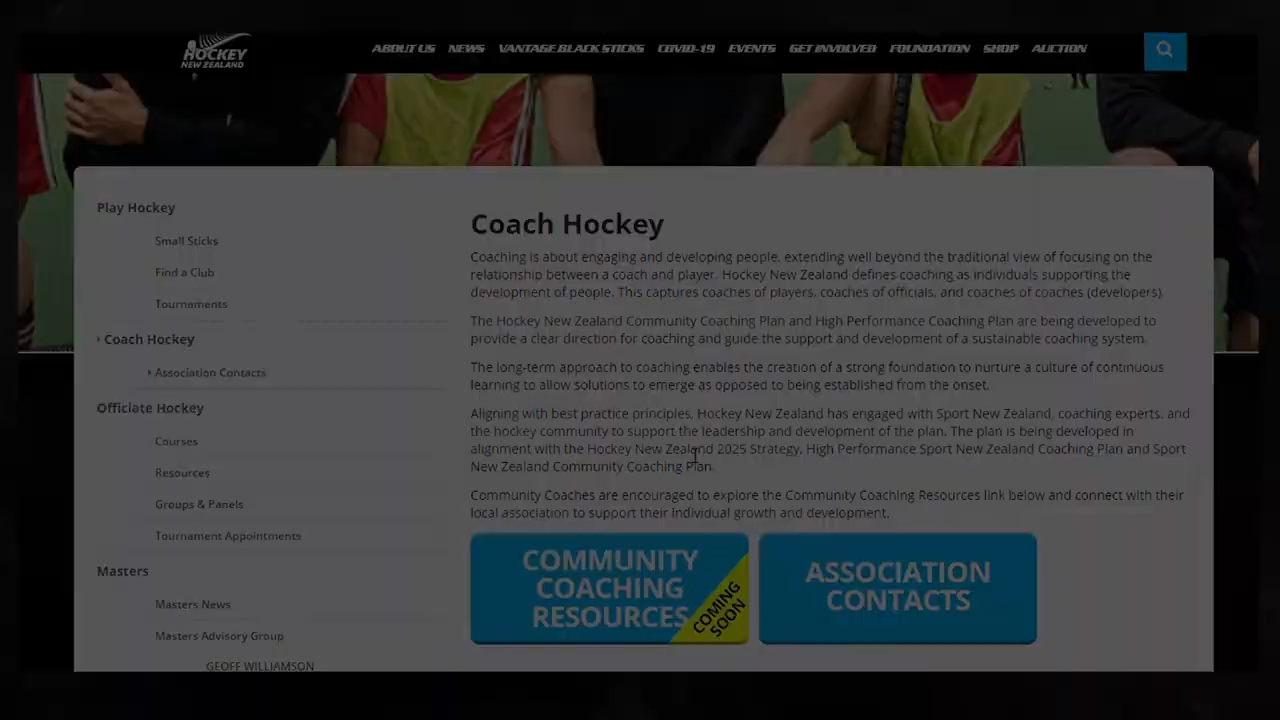 HOCKEY
NEW ZEALAND
ABOUT US NEWS VANTAGE BLACK STICKS COVID-19 EVENTS GET INVOLVED FOUNDATION SHOP AUCTION
Play Hockey
Small Sticks
Find a Club
Tournaments
Coach Hockey
Association Contacts
Officiate Hockey
Courses
Resources
Groups & Panels
Tournament Appointments
Masters
Masters News
Masters Advisory Group
GEOFF WILLIAMSON
Coach Hockey
Coaching is about engaging and developing people, extending well beyond the traditional view of focusing on the
relationship between a coach and player. Hockey New Zealand defines coaching as individuals supporting the
development of people. This captures coaches of players, coaches of officials, and coaches of coaches (developers).
The Hockey New Zealand Community Coaching Plan and High Performance Coaching Plan are being developed to
provide a clear direction for coaching and guide the support and development of a sustainable coaching system.
The long-term approach to coaching enables the creation of a strong foundation to nurture a culture of continuous
learning to allow solutions to emerge as opposed to being established from the onset.
Aligning with best practice principles, Hockey New Zealand has engaged with Sport New Zealand, coaching experts, and
the hockey community to support the leadership and development of the plan. The plan is being developed in
alignment with the Hockey New Zealand 2025 Strategy, High Performance Sport New Zealand Coaching Plan and Sport
New Zealand Community Coaching Plan.
Community Coaches are encouraged to explore the Community Coaching Resources link below and connect with their
local association to support their individual growth and development.
COMMUNITY
COACHING
RESOURCES
COMING
SOON
ASSOCIATION
CONTACTS